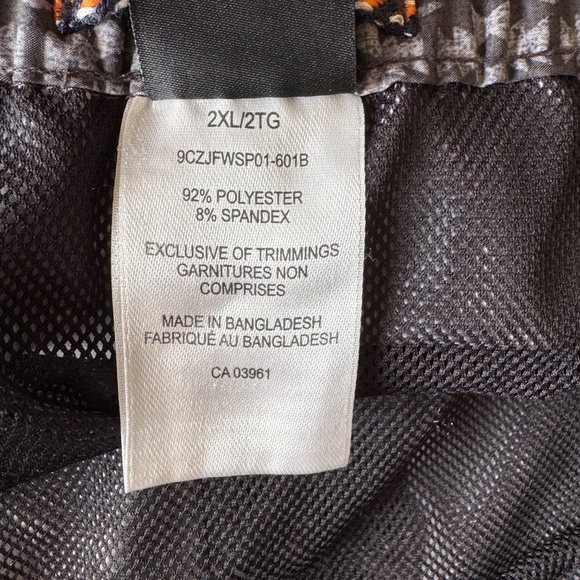 2XL/2TG
9CZJFWSP01-601B
92% POLYESTER
8% SPANDEX
EXCLUSIVE OF TRIMMINGS
GARNITURES NON
COMPRISES
MADE IN BANGLADESH
FABRIQUÉ AU BANGLADESH
CA 03961